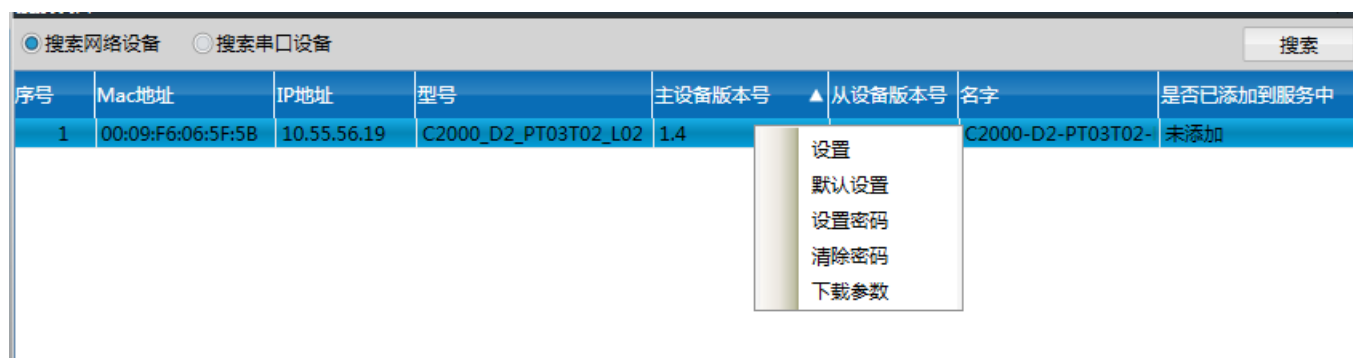 搜索网络设备 搜索串口设备 搜索
序号 Mac地址 IP地址 型号 主设备版本号 ▲ 从设备版本号 名字 是否已添加到服务中
1 00:09:F6:06:5F:5B 10.55.56.19 C2000_D2_PT03T02_L02 1.4 C2000-D2-PT03T02- 未添加
设置
默认设置
设置密码
清除密码
下载参数